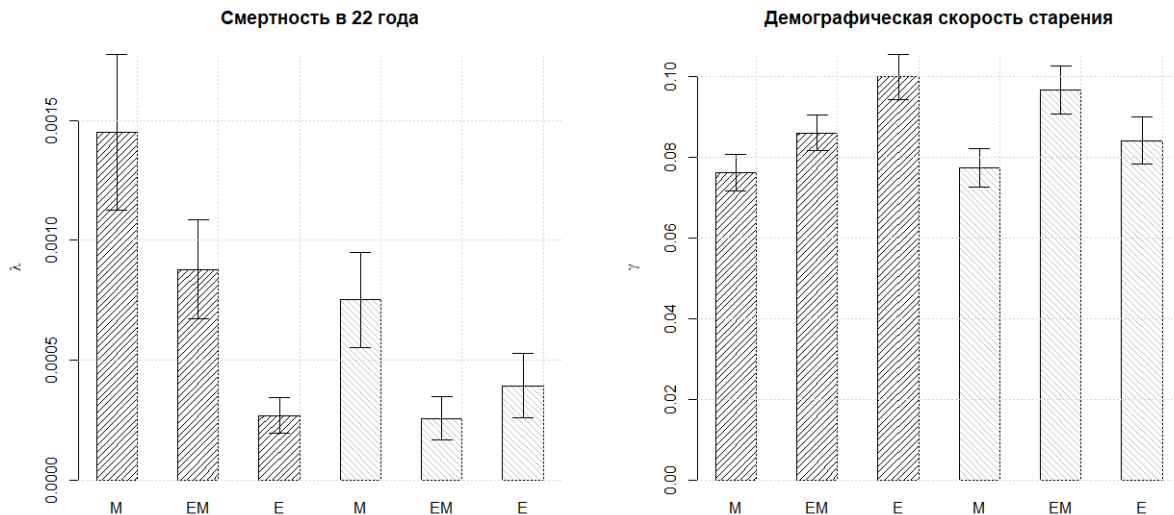 Смертность в 22 года
λ
0.0015
0.0010
0.0005
0.0000
M EM E M EM E
Демографическая скорость старения
γ
0.10
0.08
0.06
0.04
0.02
0.00
M EM E M EM E